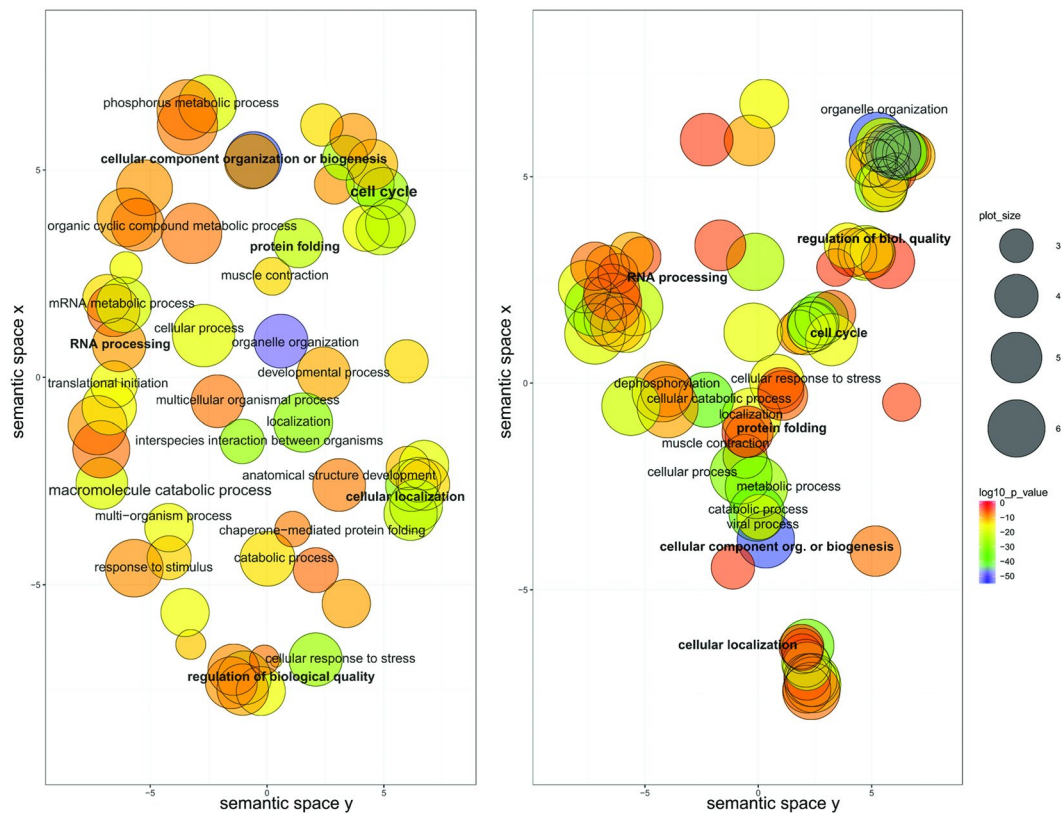 phosphorus metabolic process
cellular component organization or biogenesis
cell cycle
organic cyclic compound metabolic process
protein folding
muscle contraction
mRNA metabolic process
cellular process
RNA processing
organelle organization
developmental process
translational initiation
multicellular organismal process
localization
interspecies interaction between organisms
anatomical structure development
macromolecule catabolic process
cellular localization
multi−organism process
chaperone−mediated protein folding
catabolic process
response to stimulus
cellular response to stress
regulation of biological quality
5
0
−5
semantic space x
−5
0
5
semantic space y
organelle organization
regulation of biol. quality
RNA processing
cell cycle
dephosphorylation
cellular response to stress
cellular catabolic process
localization
protein folding
muscle contraction
cellular process
metabolic process
catabolic process
viral process
cellular component org. or biogenesis
cellular localization
5
0
−5
semantic space x
−5
0
5
semantic space y
plot_size
3
4
5
6
log10_p_value
0
−10
−20
−30
−40
−50